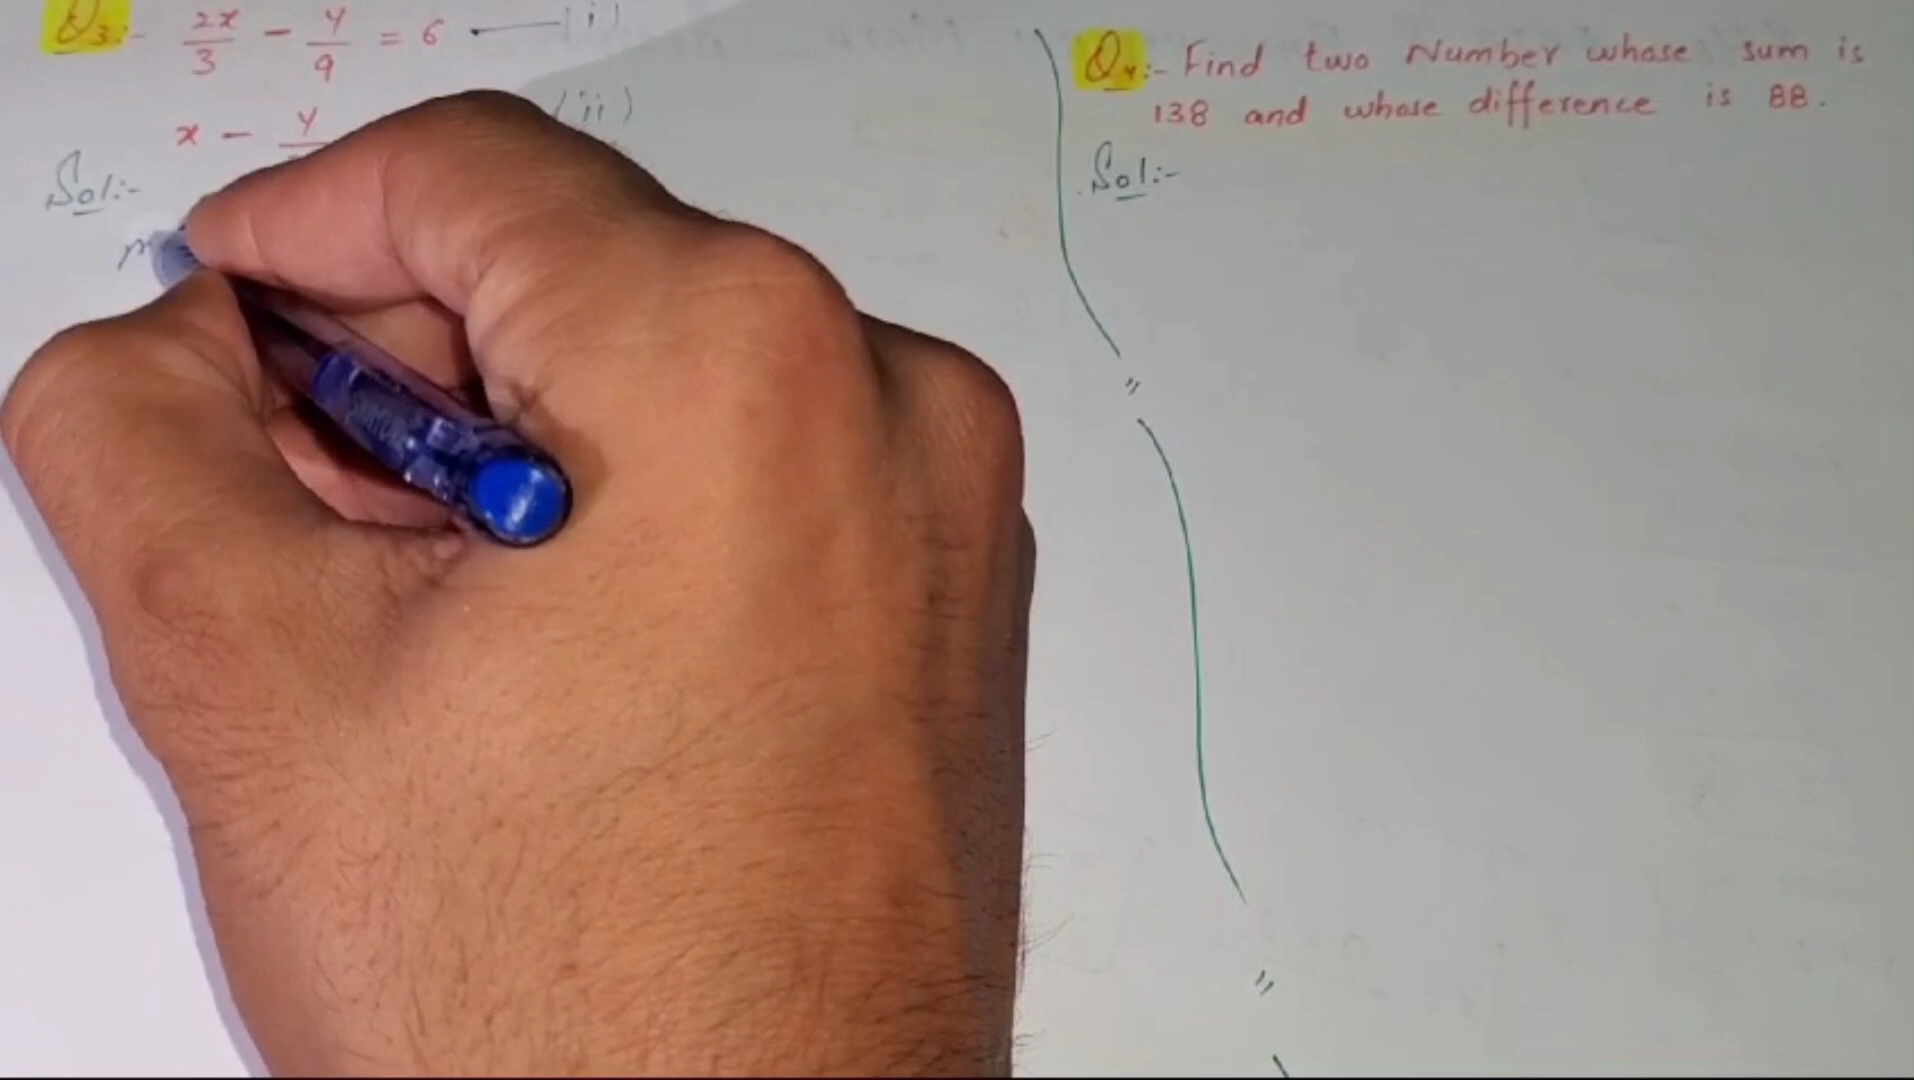 Q3:- 2x/3 - y/9 = 6 —— (i)
x - y (ii)
Sol:-
Q4:- Find two Number whose sum is
138 and whose difference is 88.
Sol:-